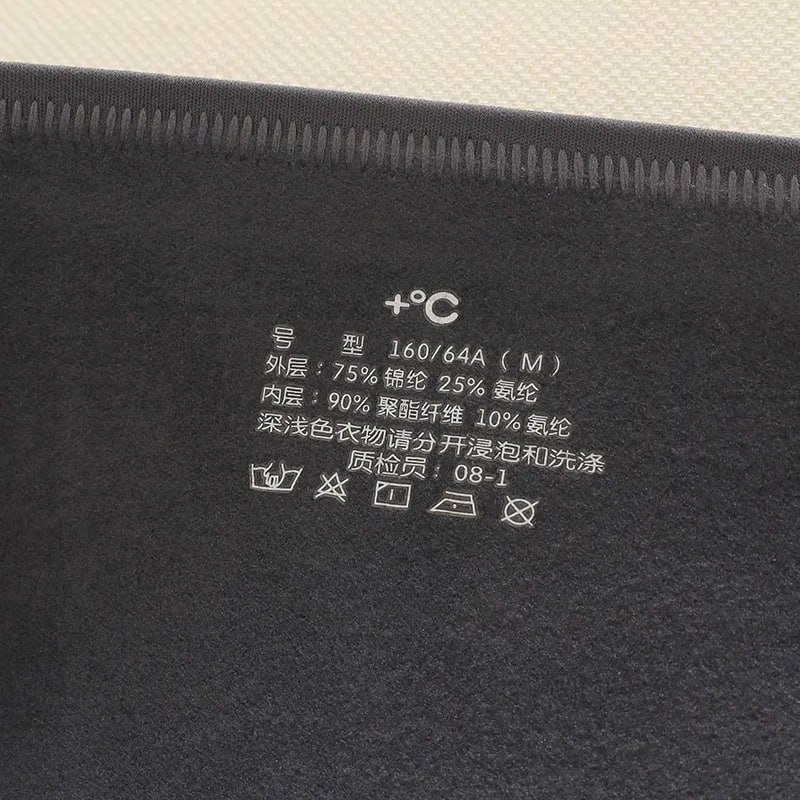 +°C
号 型 160/64A（M）
外层：75% 锦纶 25% 氨纶
内层：90% 聚酯纤维 10% 氨纶
深浅色衣物请分开浸泡和洗涤
质检员：08-1